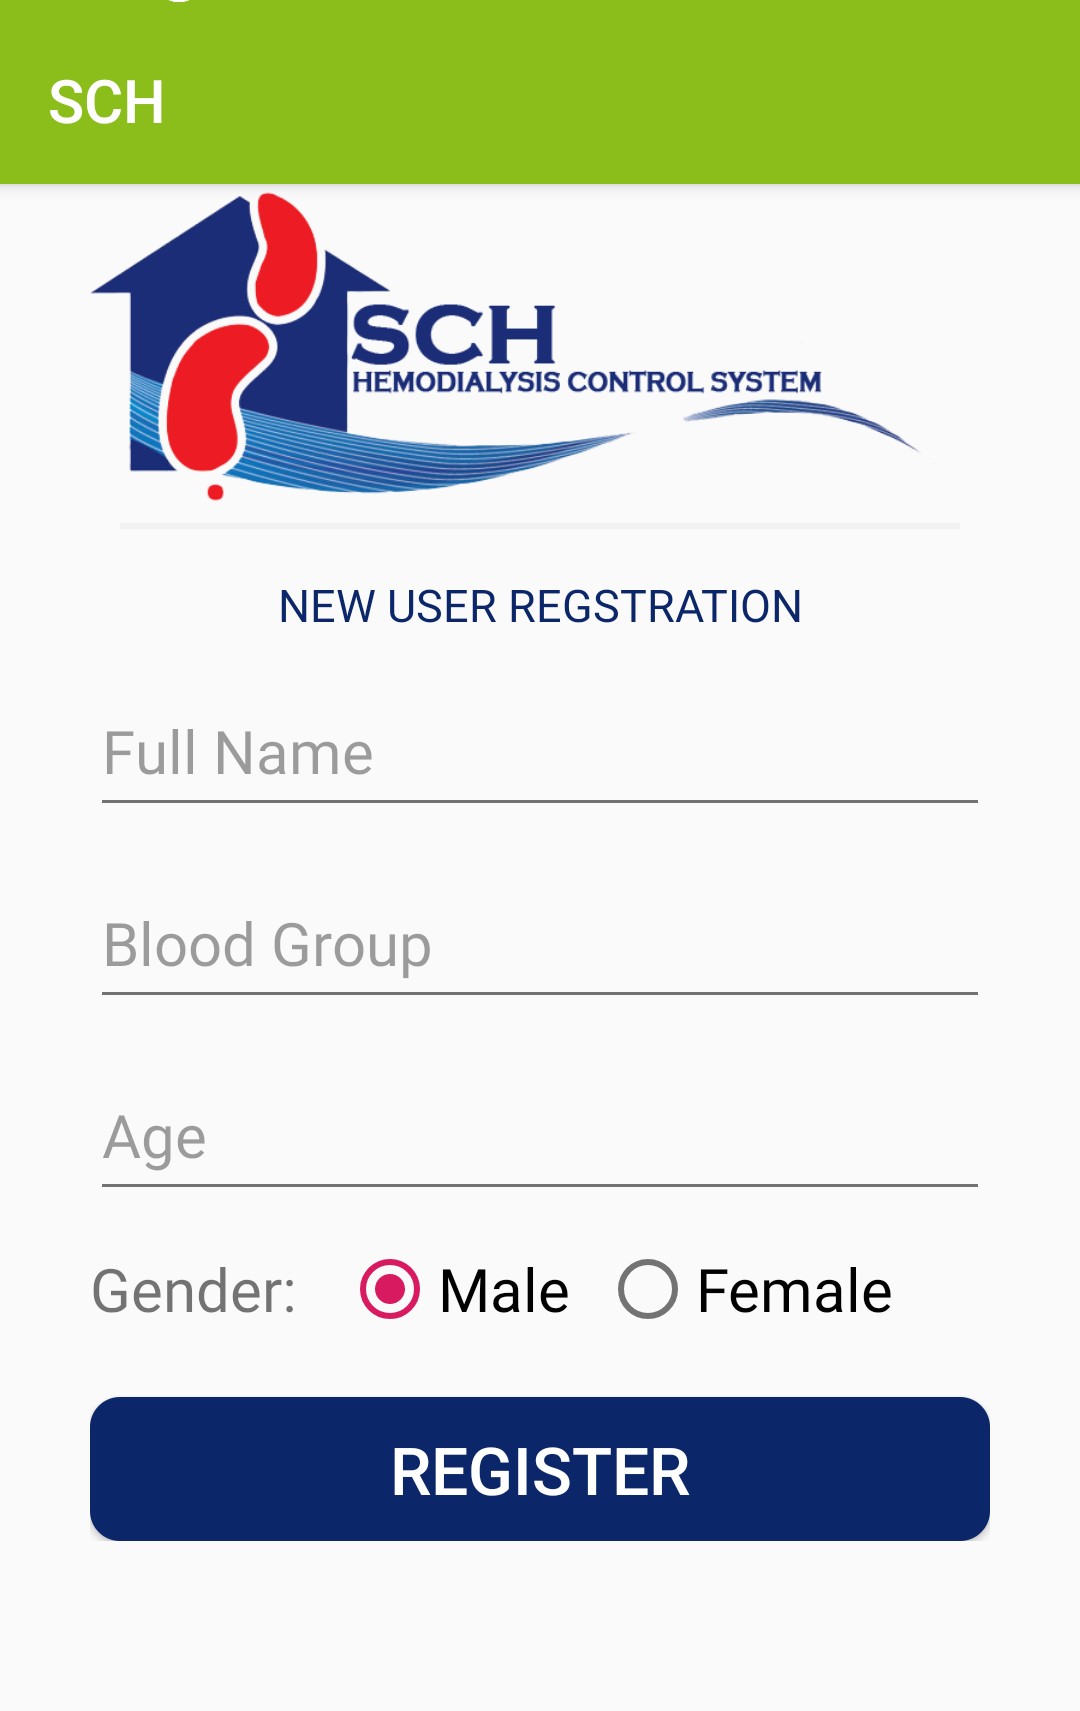 SCH
SCH
HEMODIALYSIS CONTROL SYSTEM
NEW USER REGSTRATION
Full Name
Blood Group
Age
Gender: Male Female
REGISTER